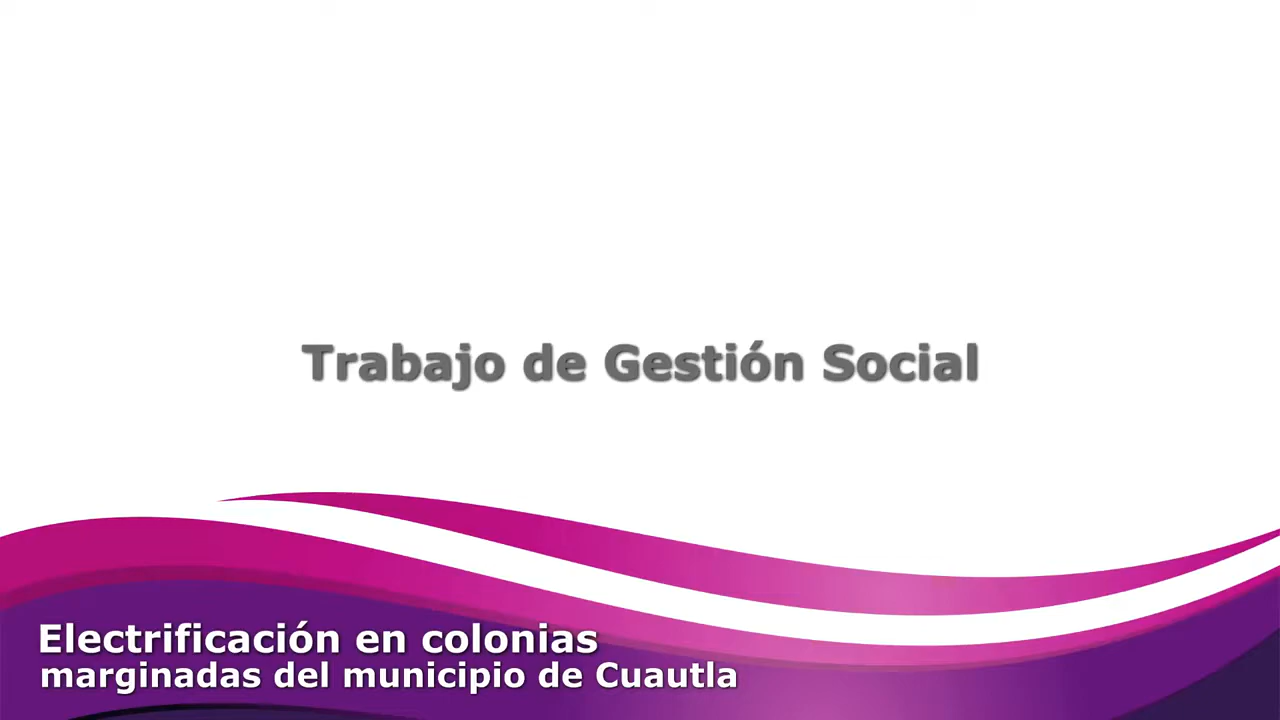 Trabajo de Gestión Social
Electrificación en colonias
marginadas del municipio de Cuautla